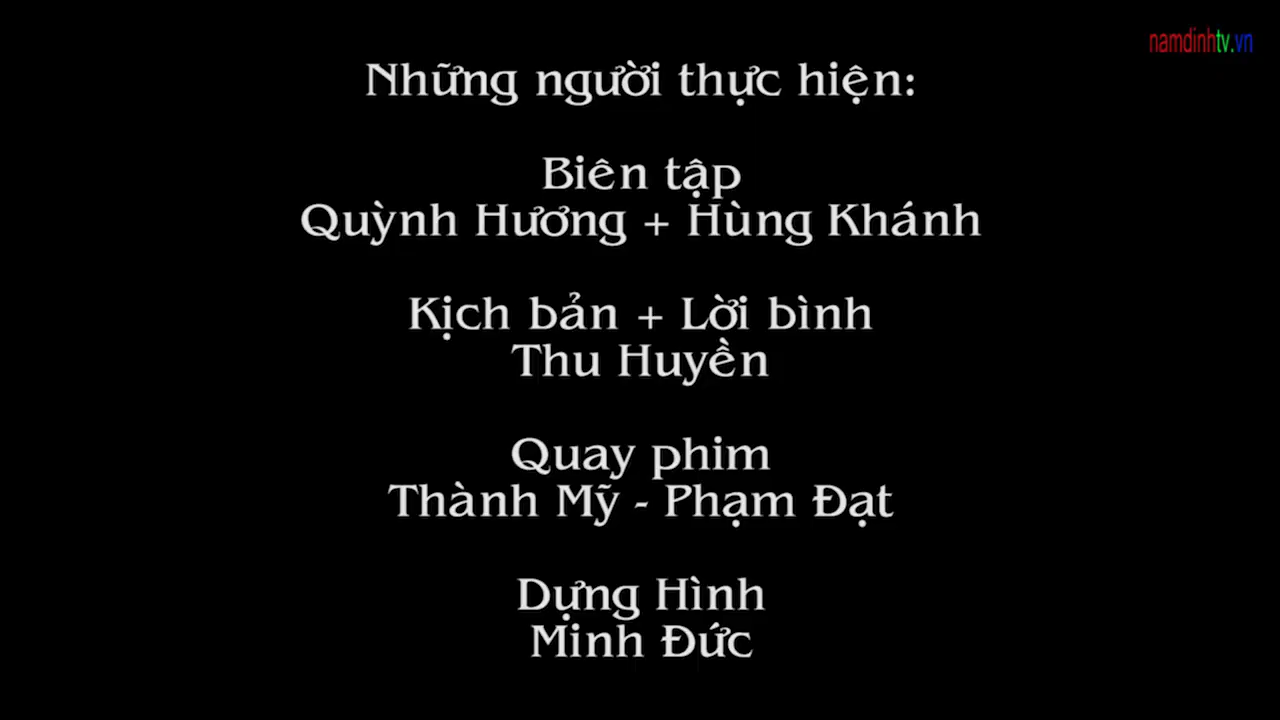 namdinhtv.vn
Những người thực hiện:
Biên tập
Quỳnh Hương + Hùng Khánh
Kịch bản + Lời bình
Thu Huyền
Quay phim
Thành Mỹ - Phạm Đạt
Dựng Hình
Minh Đức